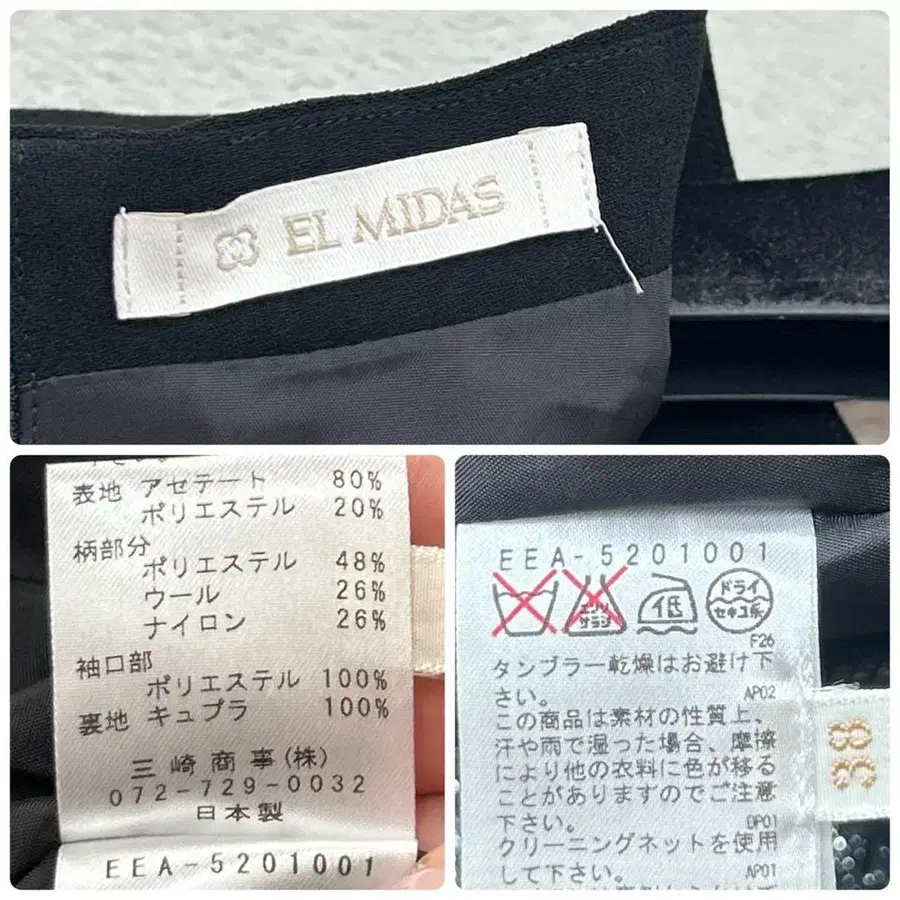 EL MIDAS
表地 アセテート 80%
ポリエステル 20%
柄部分
ポリエステル 48%
ウール 26%
ナイロン 26%
袖口部
ポリエステル 100%
裏地 キュプラ 100%
三崎商事(株)
072-729-0032
日本製
EEA-5201001
EEA-5201001
エンソ
サラシ
低
ドライ
セキユ系
F26
タンブラー乾燥はお避け下
さい。 AP02
この商品は素材の性質上、
汗や雨で湿った場合、摩擦
により他の衣料に色が移る
ことがありますのでご注意
下さい。 DP01
クリーニングネットを使用
して下さい。 AP01
38